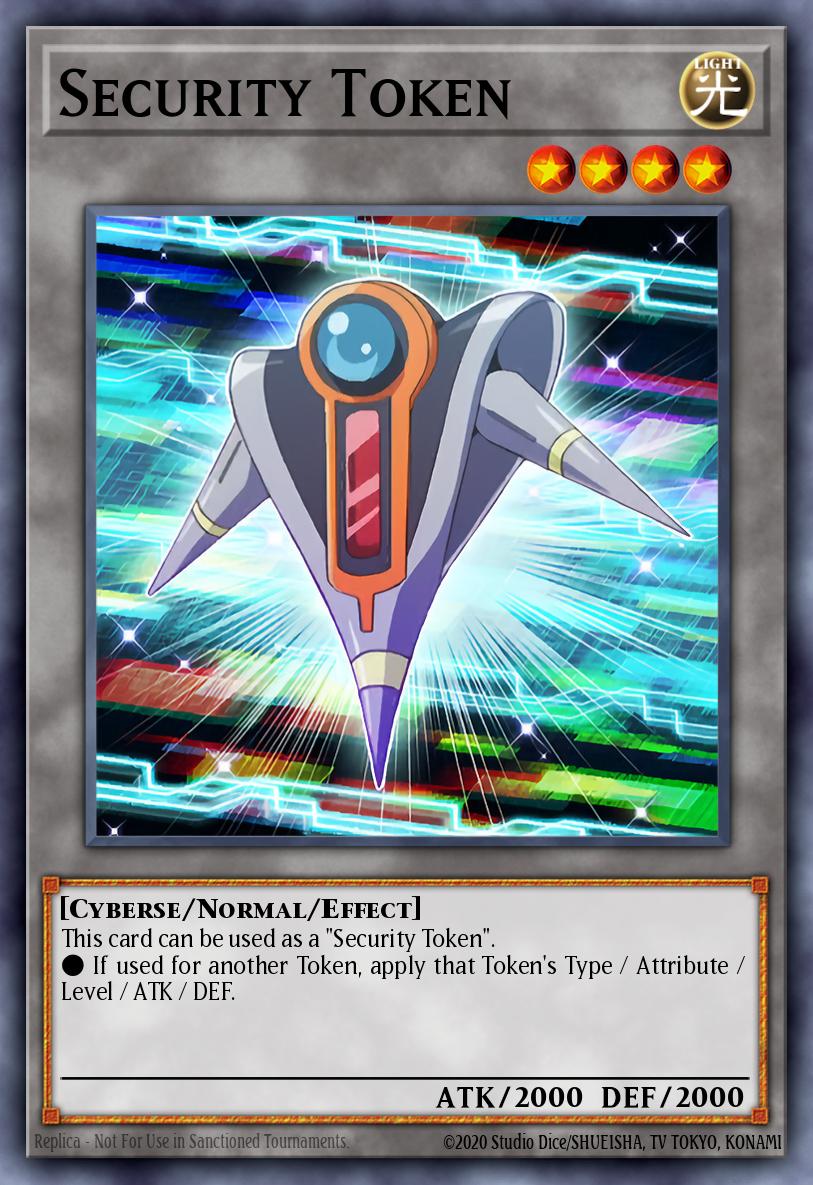 Security Token
LIGHT
光
[Cyberse/Normal/Effect]
This card can be used as a "Security Token".
● If used for another Token, apply that Token's Type / Attribute /
Level / ATK / DEF.
ATK/2000 DEF/2000
Replica - Not For Use in Sanctioned Tournaments.
©2020 Studio Dice/SHUEISHA, TV TOKYO, KONAMI